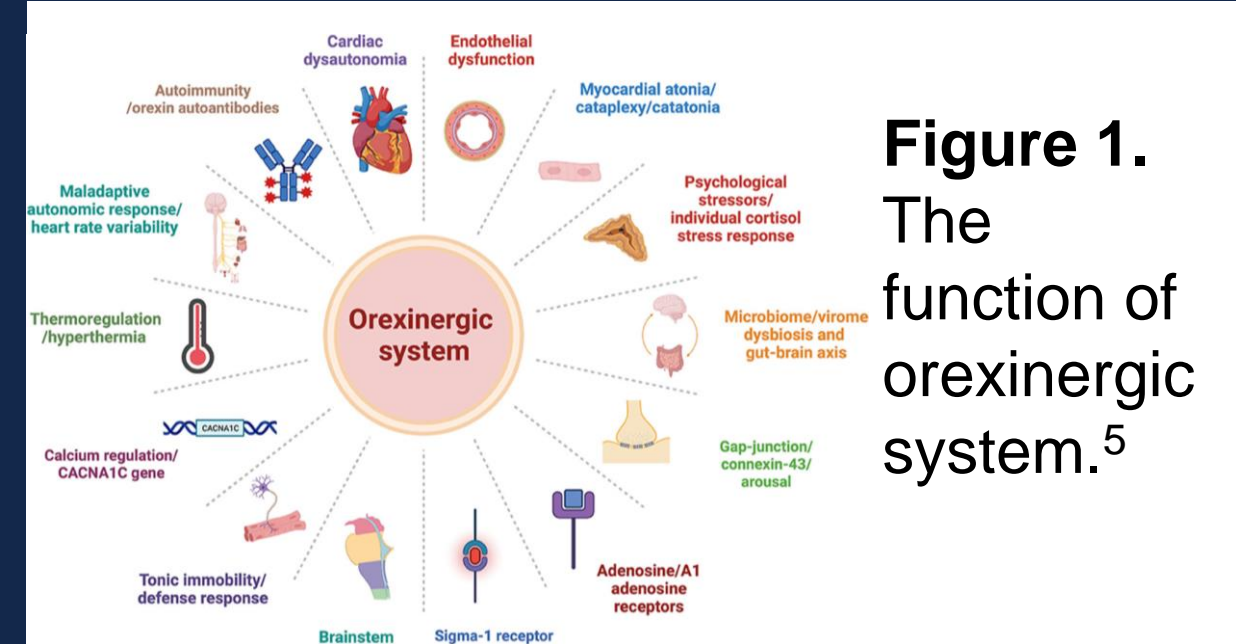 Cardiac
dysautonomia
Endothelial
dysfunction
Myocardial atonia/
cataplexy/catatonia
Psychological
stressors/
individual cortisol
stress response
Microbiome/virome
dysbiosis and
gut-brain axis
Gap-junction/
connexin-43/
arousal
Adenosine/A1
adenosine
receptors
Sigma-1 receptor
Brainstem
Tonic immobility/
defense response
Calcium regulation/
CACNA1C gene
CACNA1C
Thermoregulation
/hyperthermia
Maladaptive
autonomic response/
heart rate variability
Autoimmunity
/orexin autoantibodies
Orexinergic
system
Figure 1.
The
function of
orexinergic
system.5